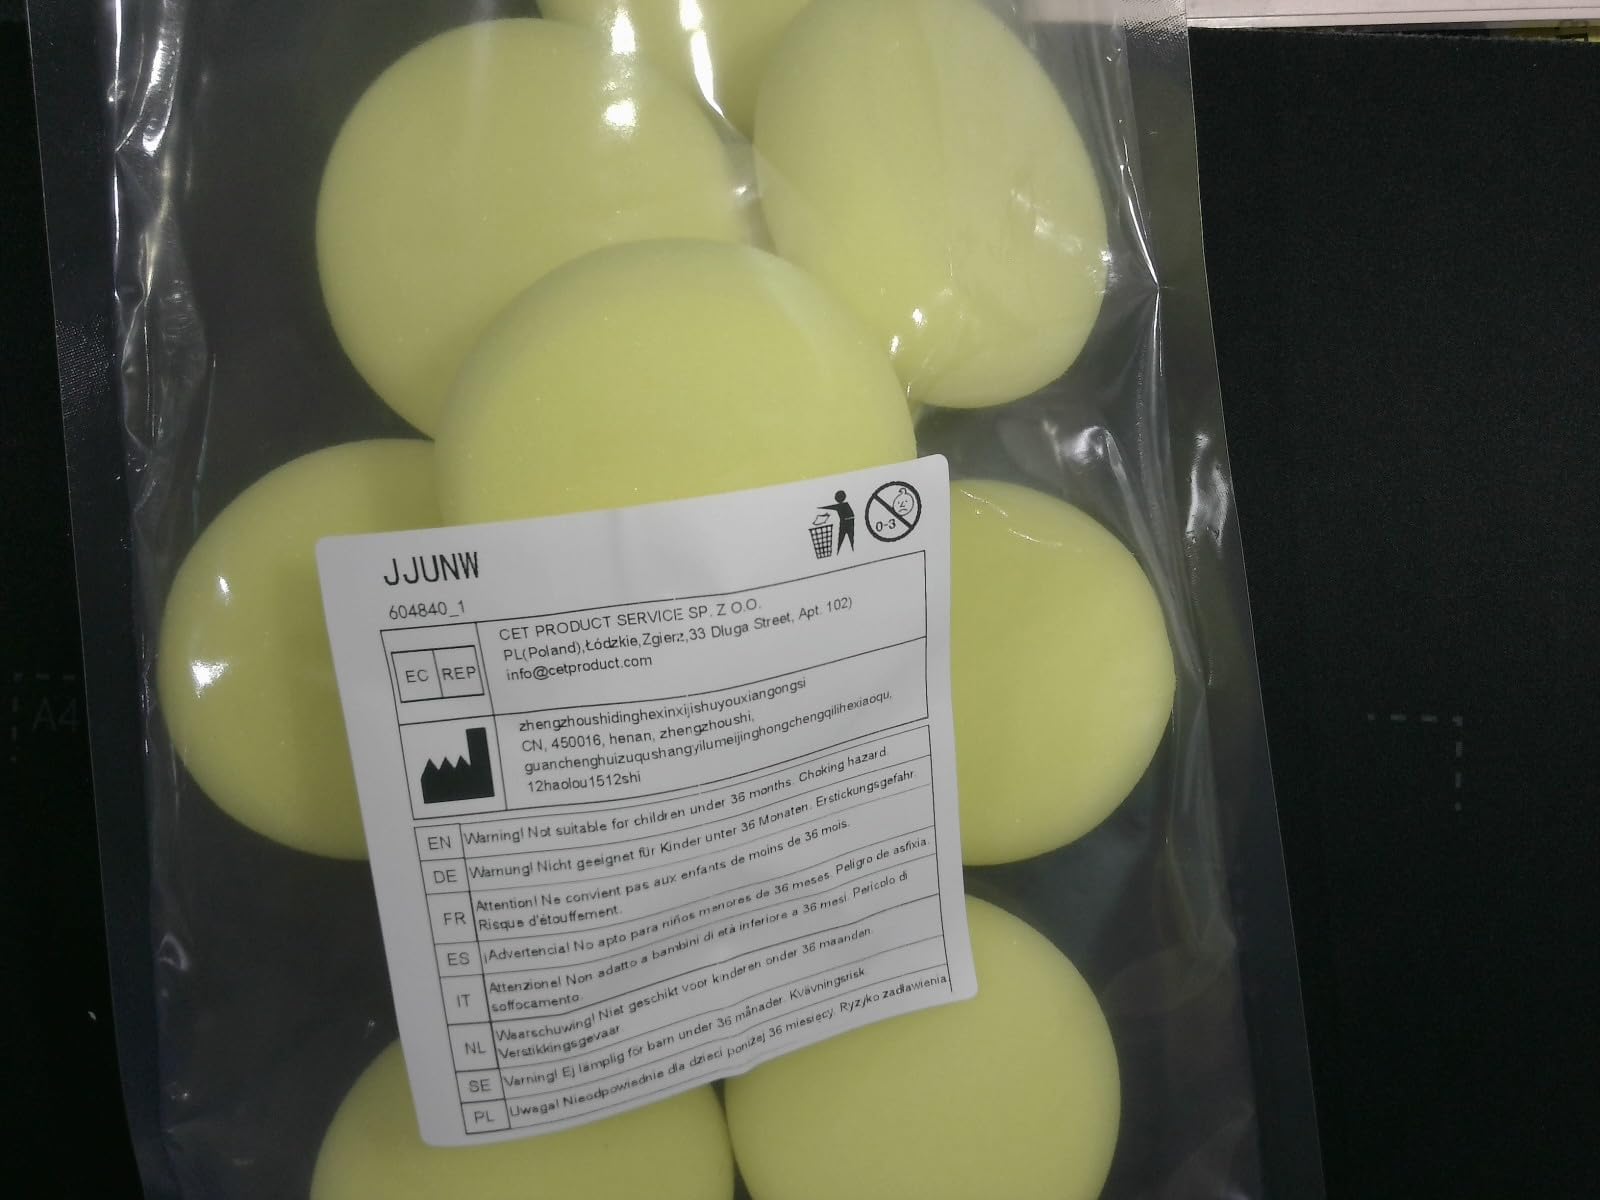 JJUNW
604840_1
0-3
EC REP
CET PRODUCT SERVICE SP. Z O.O.
PL(Poland),Łódzkie,Zgierz,33 Dluga Street, Apt. 102)
info@cetproduct.com
zhengzhoushidinghexinxijishuyouxiangongsi
CN, 450016, henan, zhengzhoushi,
guanchenghuizuqushangyilumeijinghongchengqilihexiaoqu,
12haolou1512shi
EN Warning! Not suitable for children under 36 months. Choking hazard.
DE Warnung! Nicht geeignet für Kinder unter 36 Monaten. Erstickungsgefahr.
FR Attention! Ne convient pas aux enfants de moins de 36 mois.
Risque d'étouffement.
ES ¡Advertencia! No apto para niños menores de 36 meses. Peligro de asfixia.
IT Attenzione! Non adatto a bambini di età inferiore a 36 mesi. Pericolo di
soffocamento.
NL Waarschuwing! Niet geschikt voor kinderen onder 36 maanden.
Verstikkingsgevaar
SE Varning! Ej lämplig för barn under 36 månader. Kvävningsrisk.
PL Uwaga! Nieodpowiednie dla dzieci poniżej 36 miesięcy. Ryzyko zadławienia.
A4